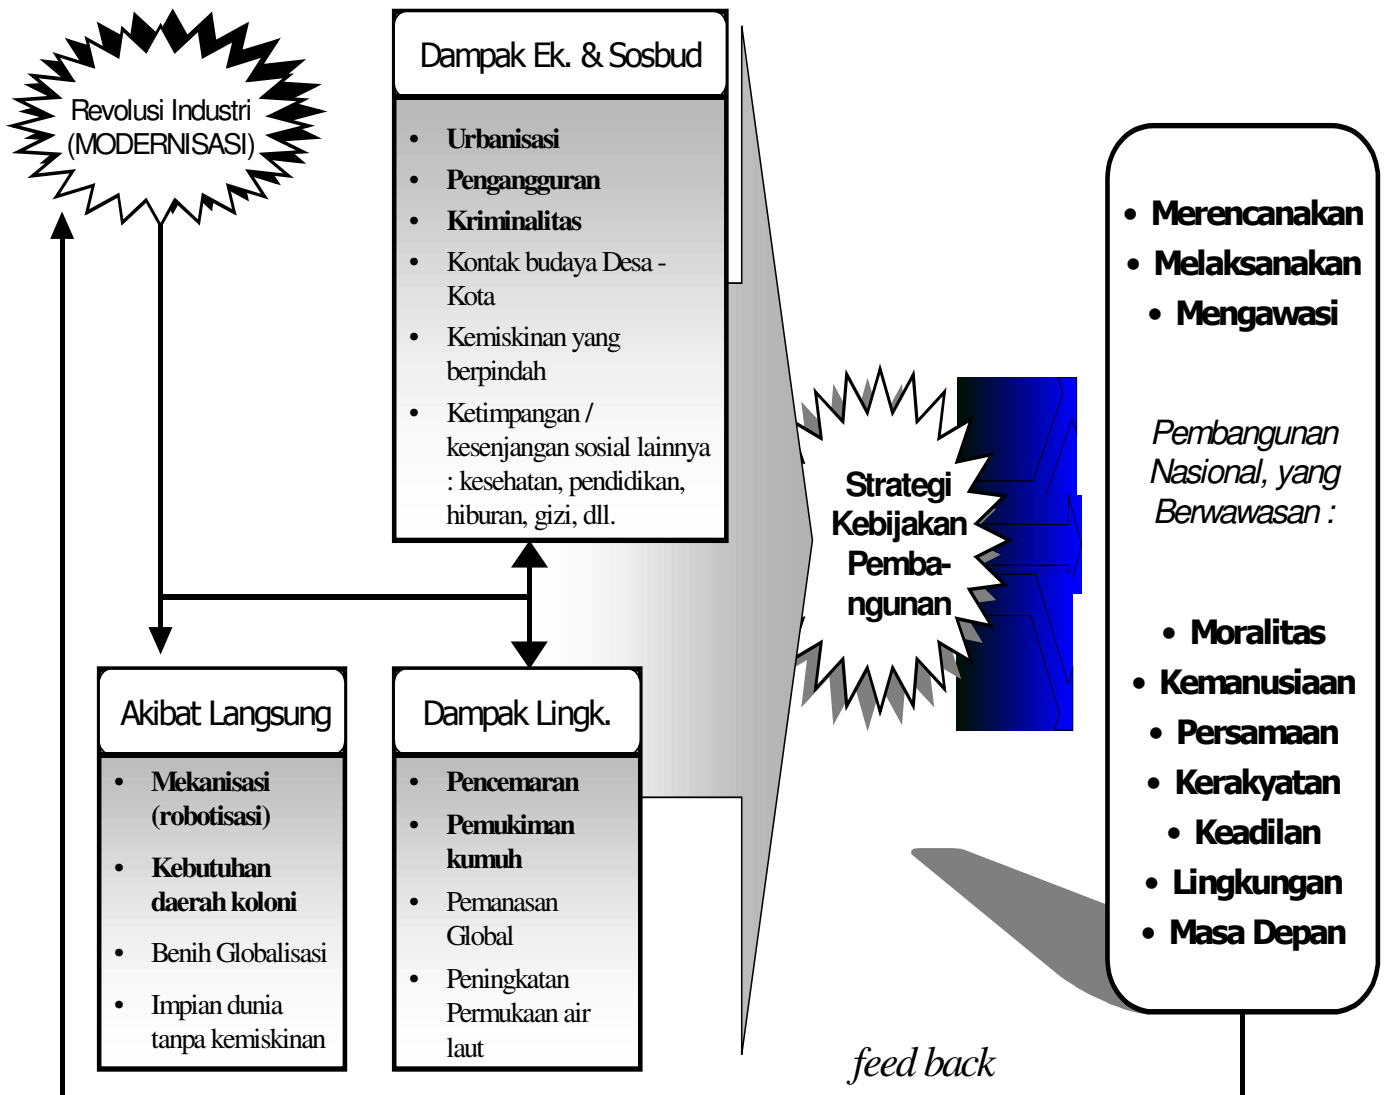 Revolusi Industri
(MODERNISASI)
Dampak Ek. & Sosbud
• Urbanisasi
• Pengangguran
• Kriminalitas
• Kontak budaya Desa -
Kota
• Kemiskinan yang
berpindah
• Ketimpangan /
kesenjangan sosial lainnya
: kesehatan, pendidikan,
hiburan, gizi, dll.
Akibat Langsung
• Mekanisasi
(robotisasi)
• Kebutuhan
daerah koloni
• Benih Globalisasi
• Impian dunia
tanpa kemiskinan
Dampak Lingk.
• Pencemaran
• Pemukiman
kumuh
• Pemanasan
Global
• Peningkatan
Permukaan air
laut
Strategi
Kebijakan
Pemba-
ngunan
• Merencanakan
• Melaksanakan
• Mengawasi
Pembangunan
Nasional, yang
Berwawasan :
• Moralitas
• Kemanusiaan
• Persamaan
• Kerakyatan
• Keadilan
• Lingkungan
• Masa Depan
feed back